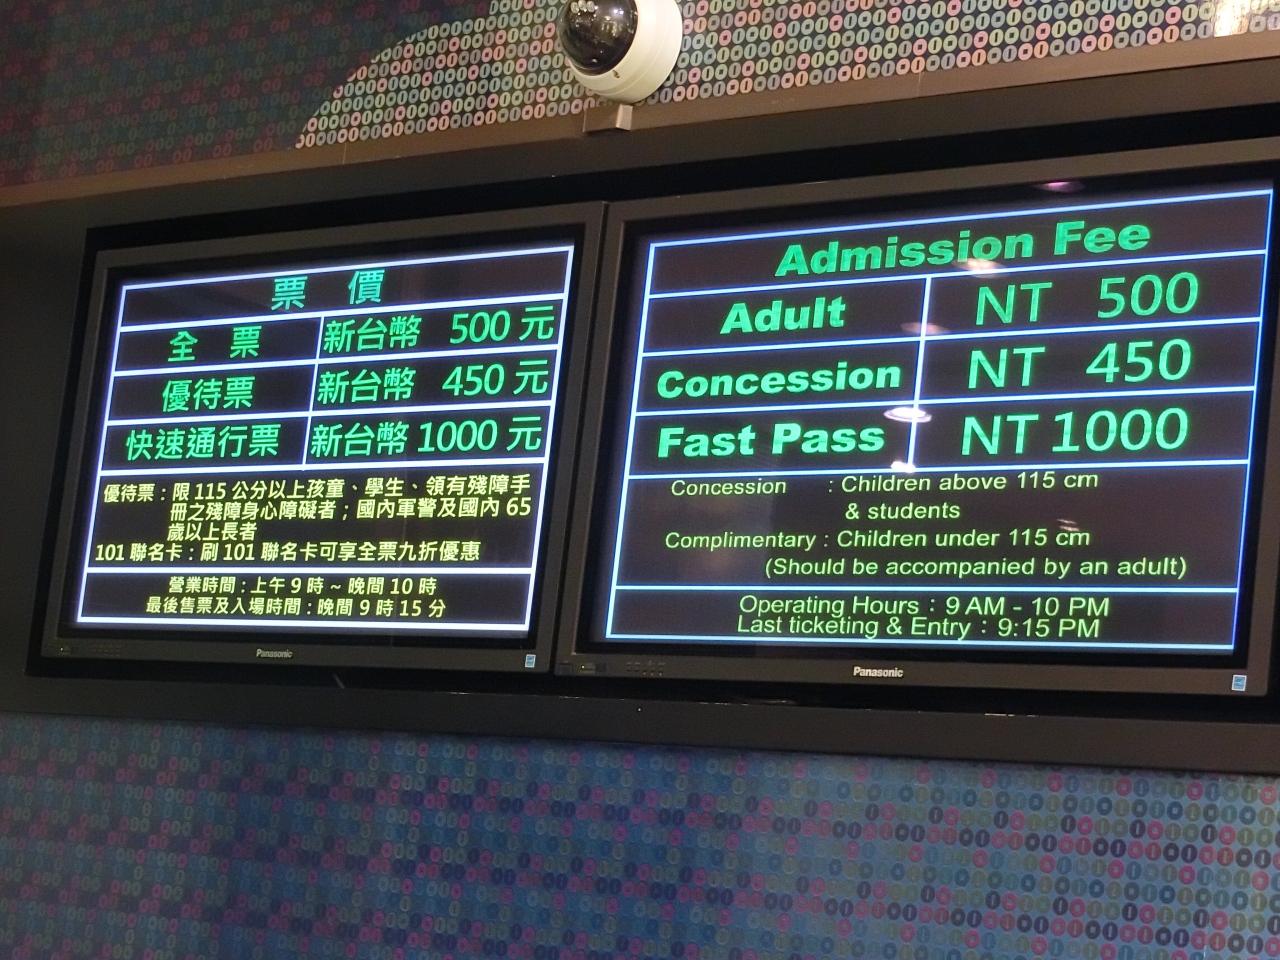 票 價
全 票 新台幣 500 元
優待票 新台幣 450 元
快速通行票 新台幣 1000 元
優待票：限 115 公分以上孩童、學生、領有殘障手
冊之殘障身心障礙者；國內軍警及國內 65
歲以上長者
101 聯名卡：刷 101 聯名卡可享全票九折優惠
營業時間：上午 9 時 ~ 晚間 10 時
最後售票及入場時間：晚間 9 時 15 分
Panasonic
Admission Fee
Adult NT 500
Concession NT 450
Fast Pass NT 1000
Concession : Children above 115 cm
& students
Complimentary : Children under 115 cm
(Should be accompanied by an adult)
Operating Hours : 9 AM - 10 PM
Last ticketing & Entry : 9:15 PM
Panasonic